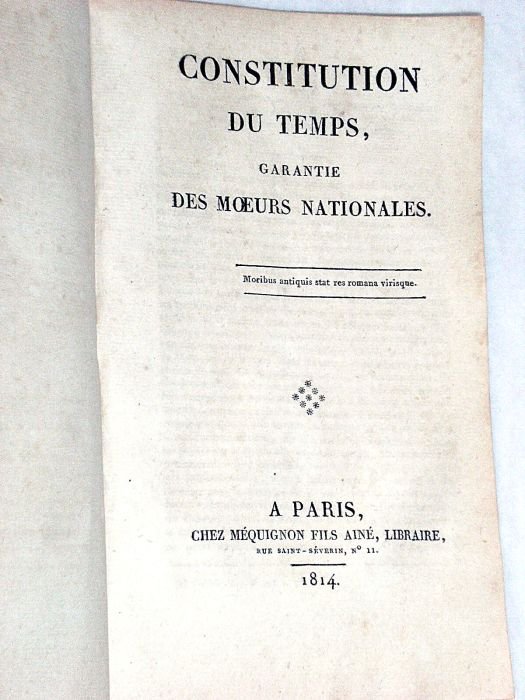 CONSTITUTION
DU TEMPS,
GARANTIE
DES MŒURS NATIONALES.
Moribus antiquis stat res romana virisque.
A PARIS,
CHEZ MÉQUIGNON FILS AINÉ, LIBRAIRE,
RUE SAINT-SÉVERIN, N° 11.
1814.